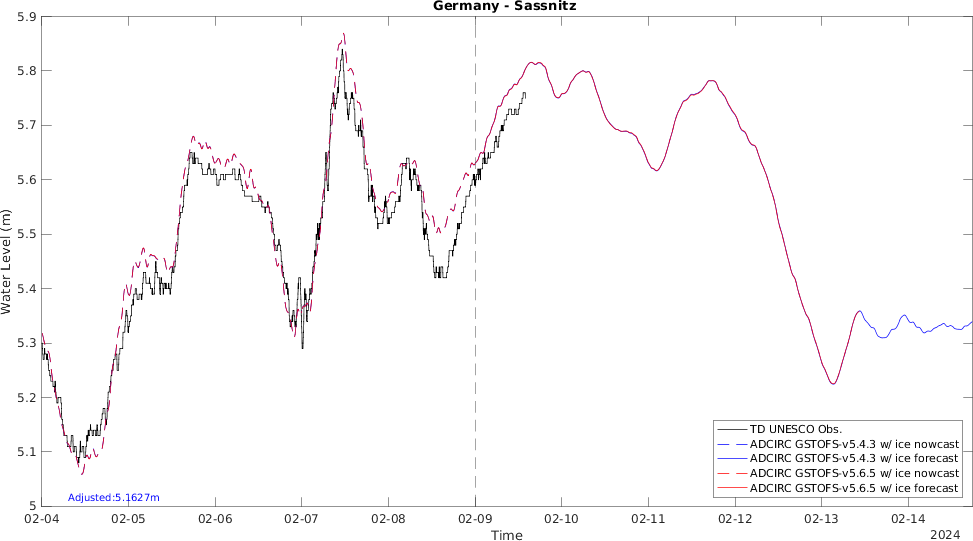 Germany - Sassnitz
5.9
5.8
5.7
5.6
5.5
5.4
5.3
5.2
5.1
5
Water Level (m)
Adjusted:5.1627m
TD UNESCO Obs.
ADCIRC GSTOFS-v5.4.3 w/ ice nowcast
ADCIRC GSTOFS-v5.4.3 w/ ice forecast
ADCIRC GSTOFS-v5.6.5 w/ ice nowcast
ADCIRC GSTOFS-v5.6.5 w/ ice forecast
02-04 02-05 02-06 02-07 02-08 02-09 02-10 02-11 02-12 02-13 02-14
Time
2024